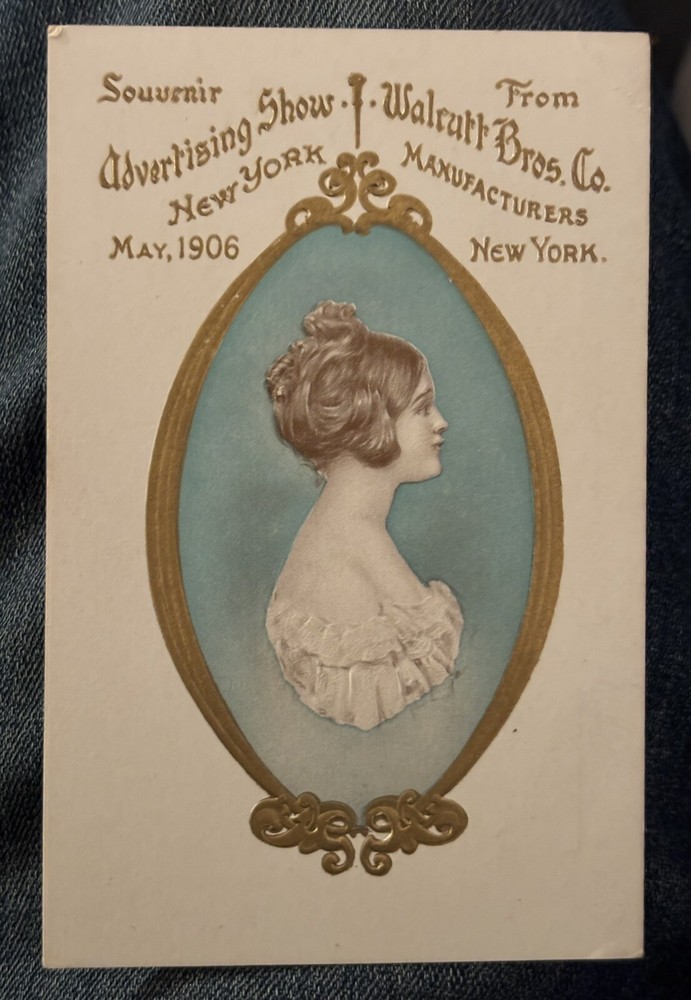 Souvenir
Advertising Show
New York
May, 1906
From
Walcutt Bros. Co.
Manufacturers
New York.